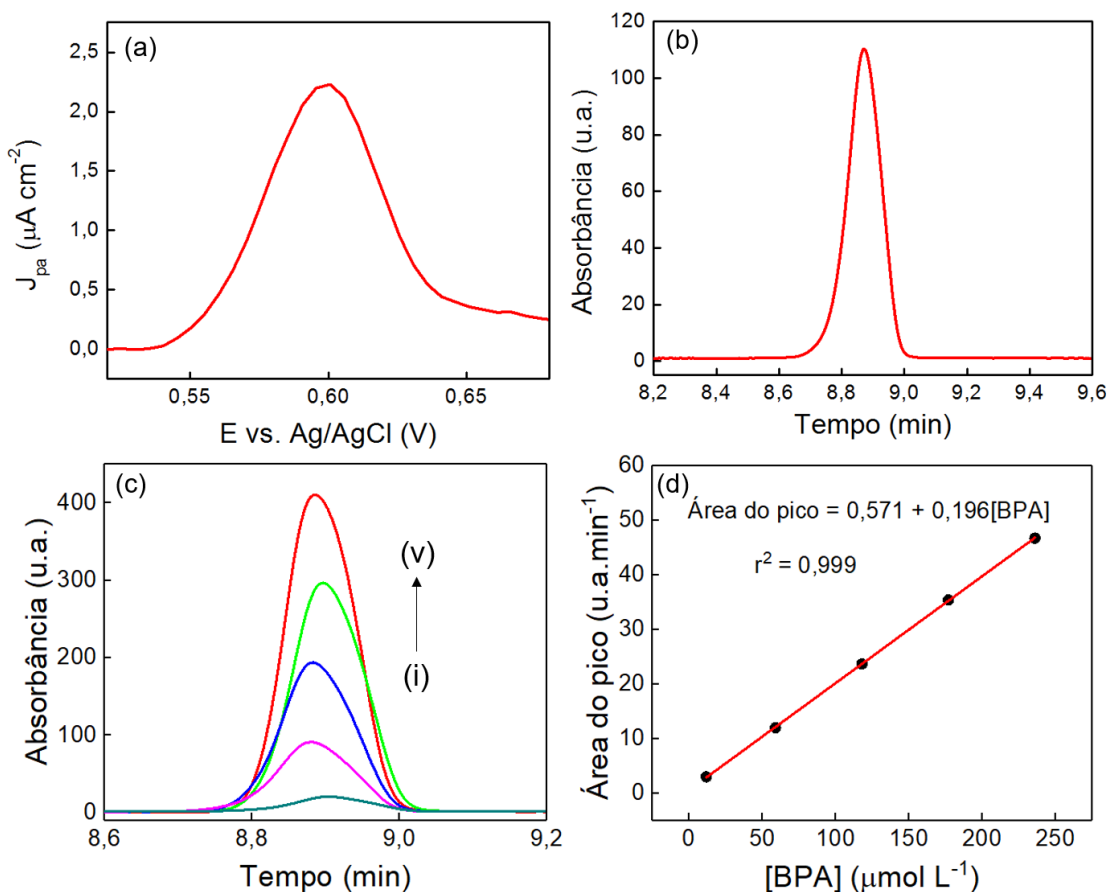 (a)
2,5
2,0
1,5
1,0
0,5
0,0
J_pa (µA cm⁻²)
0,55 0,60 0,65
E vs. Ag/AgCl (V)
(b)
120
100
80
60
40
20
0
Absorbância (u.a.)
8,2 8,4 8,6 8,8 9,0 9,2 9,4 9,6
Tempo (min)
(c)
400
300
200
100
0
Absorbância (u.a.)
(v)
(i)
8,6 8,8 9,0 9,2
Tempo (min)
(d)
60
50
40
30
20
10
0
Área do pico (u.a.min⁻¹)
Área do pico = 0,571 + 0,196[BPA]
r² = 0,999
0 50 100 150 200 250
[BPA] (µmol L⁻¹)